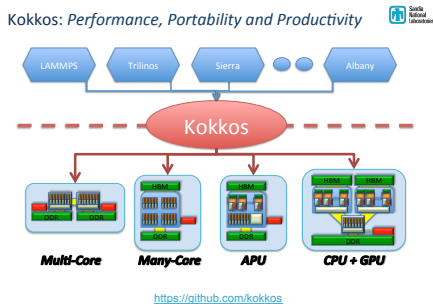 Kokkos: Performance, Portability and Productivity
Sandia
National
Laboratories
LAMMPS
Trilinos
Sierra
Albany
Kokkos
HBM
HBM
HBM
HBM
DDR
DDR
DDR
DDR
DDR
Multi-Core
Many-Core
APU
CPU + GPU
https://github.com/kokkos